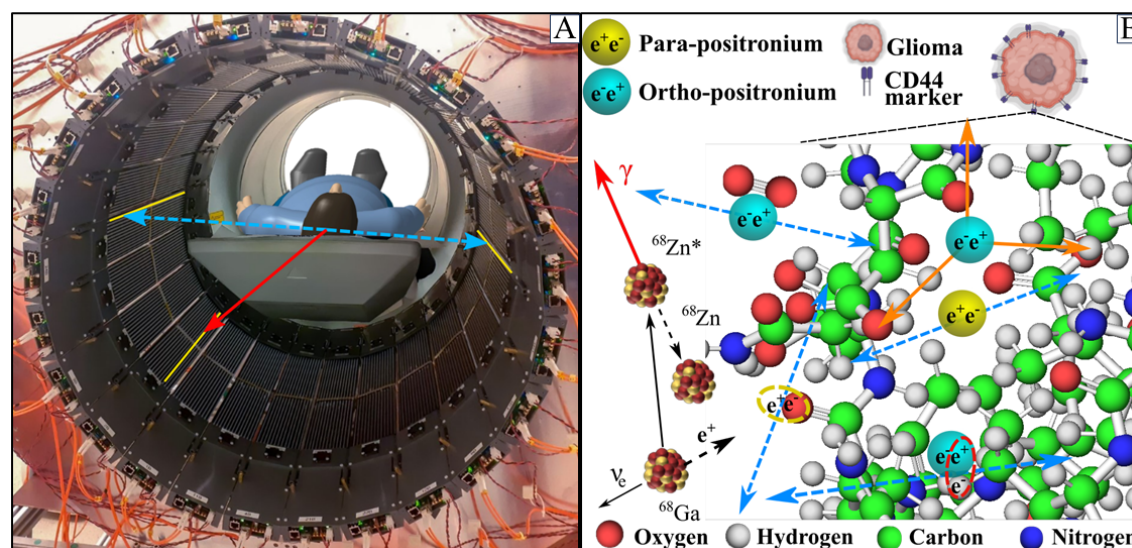 A
B
e⁺e⁻ Para-positronium
e⁻e⁺ Ortho-positronium
Glioma
CD44
marker
γ
e⁻e⁺
e⁻e⁺
⁶⁸Zn*
⁶⁸Zn
e⁺e⁻
e⁺e⁻
e⁺
e⁻e⁺
e⁻
νₑ
⁶⁸Ga
Oxygen Hydrogen Carbon Nitrogen